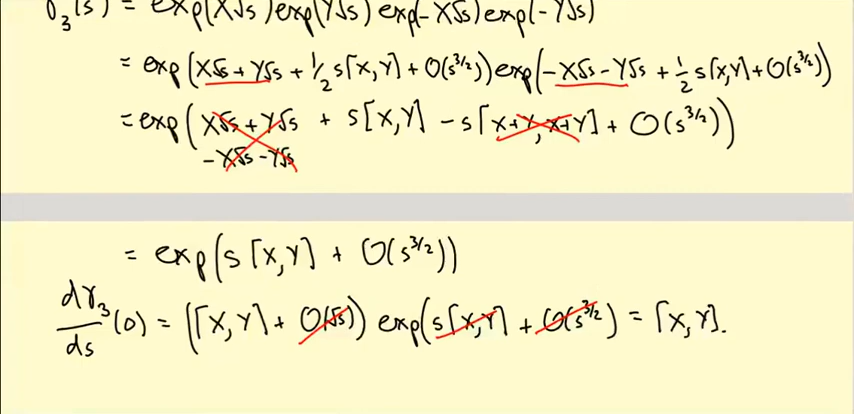 γ₃(s) = exp(X√s) exp(Y√s) exp(-X√s) exp(-Y√s)
= exp(X√s + Y√s + 1/2 s[X,Y] + O(s^{3/2})) exp(-X√s - Y√s + 1/2 s[X,Y] + O(s^{3/2}))
= exp(X√s + Y√s + s[X,Y] - s[X+Y, X+Y] + O(s^{3/2}))
-X√s - Y√s
= exp(s[X,Y] + O(s^{3/2}))
dγ₃/ds (0) = ([X,Y] + O(√s)) exp(s[X,Y] + O(s^{3/2})) = [X,Y].